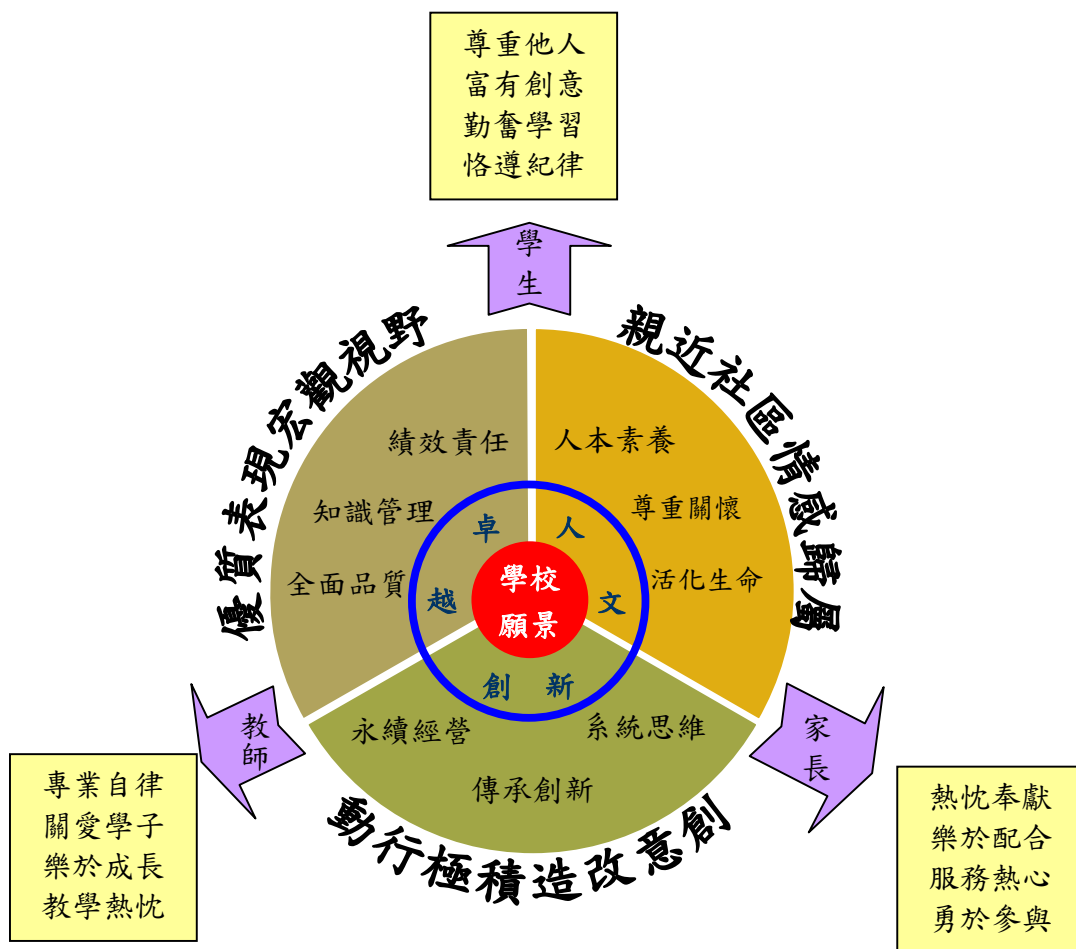 尊重他人
富有創意
勤奮學習
恪遵紀律
學生
優質表現宏觀視野
親近社區情感歸屬
績效責任
知識管理
全面品質
人本素養
尊重關懷
活化生命
卓越
人文
學校
願景
創新
永續經營
系統思維
傳承創新
創意改造積極行動
教師
家長
專業自律
關愛學子
樂於成長
教學熱忱
熱忱奉獻
樂於配合
服務熱心
勇於參與